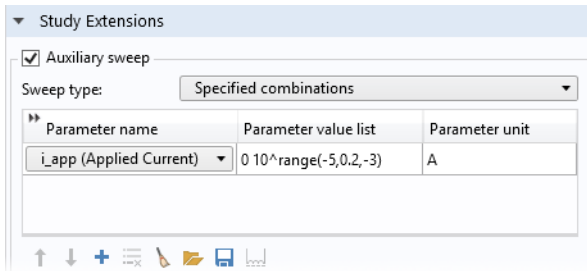 Study Extensions
Auxiliary sweep
Sweep type: Specified combinations
Parameter name Parameter value list Parameter unit
i_app (Applied Current) 0 10^range(-5,0.2,-3) A